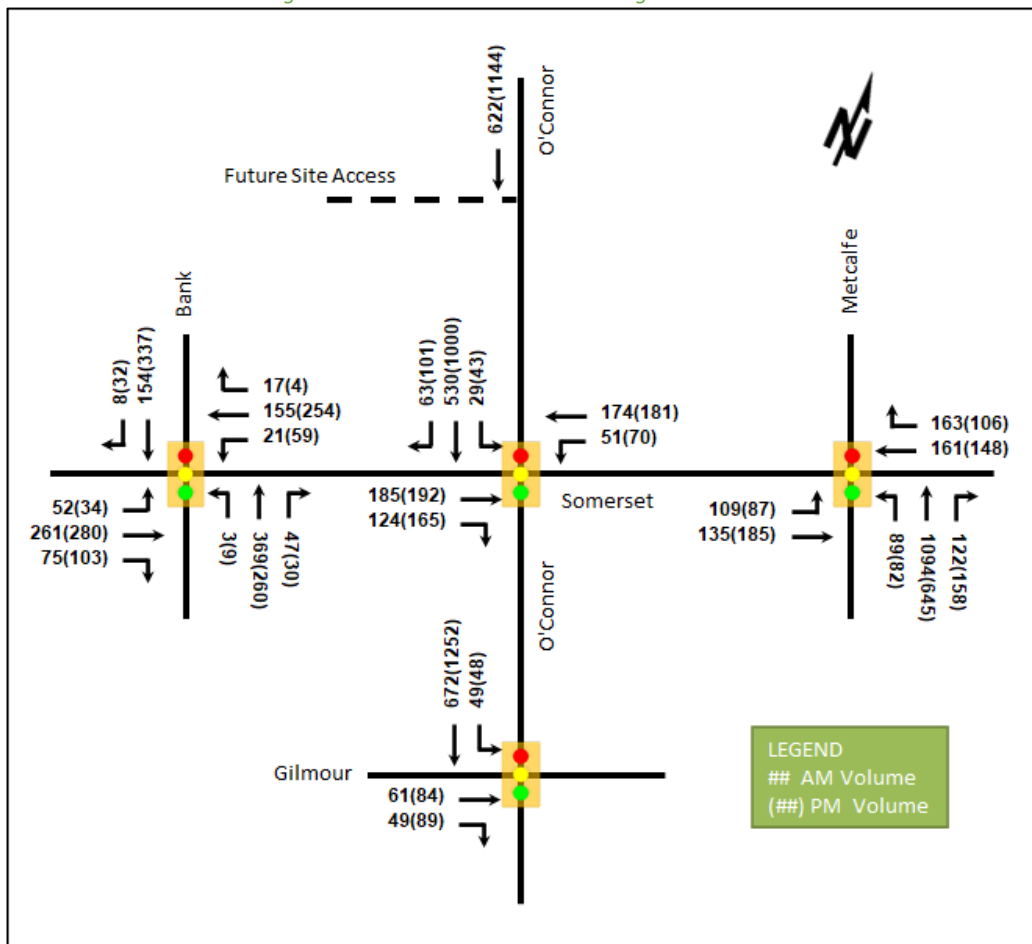 O'Connor
622(1144)
Future Site Access
N
Bank
Metcalfe
8(32)
154(337)
17(4)
155(254)
21(59)
63(101)
530(1000)
29(43)
174(181)
51(70)
163(106)
161(148)
52(34)
261(280)
75(103)
3(9)
369(260)
47(30)
185(192)
124(165)
Somerset
109(87)
135(185)
89(82)
1094(645)
122(158)
O'Connor
672(1252)
49(48)
Gilmour
61(84)
49(89)
LEGEND
## AM Volume
(##) PM Volume